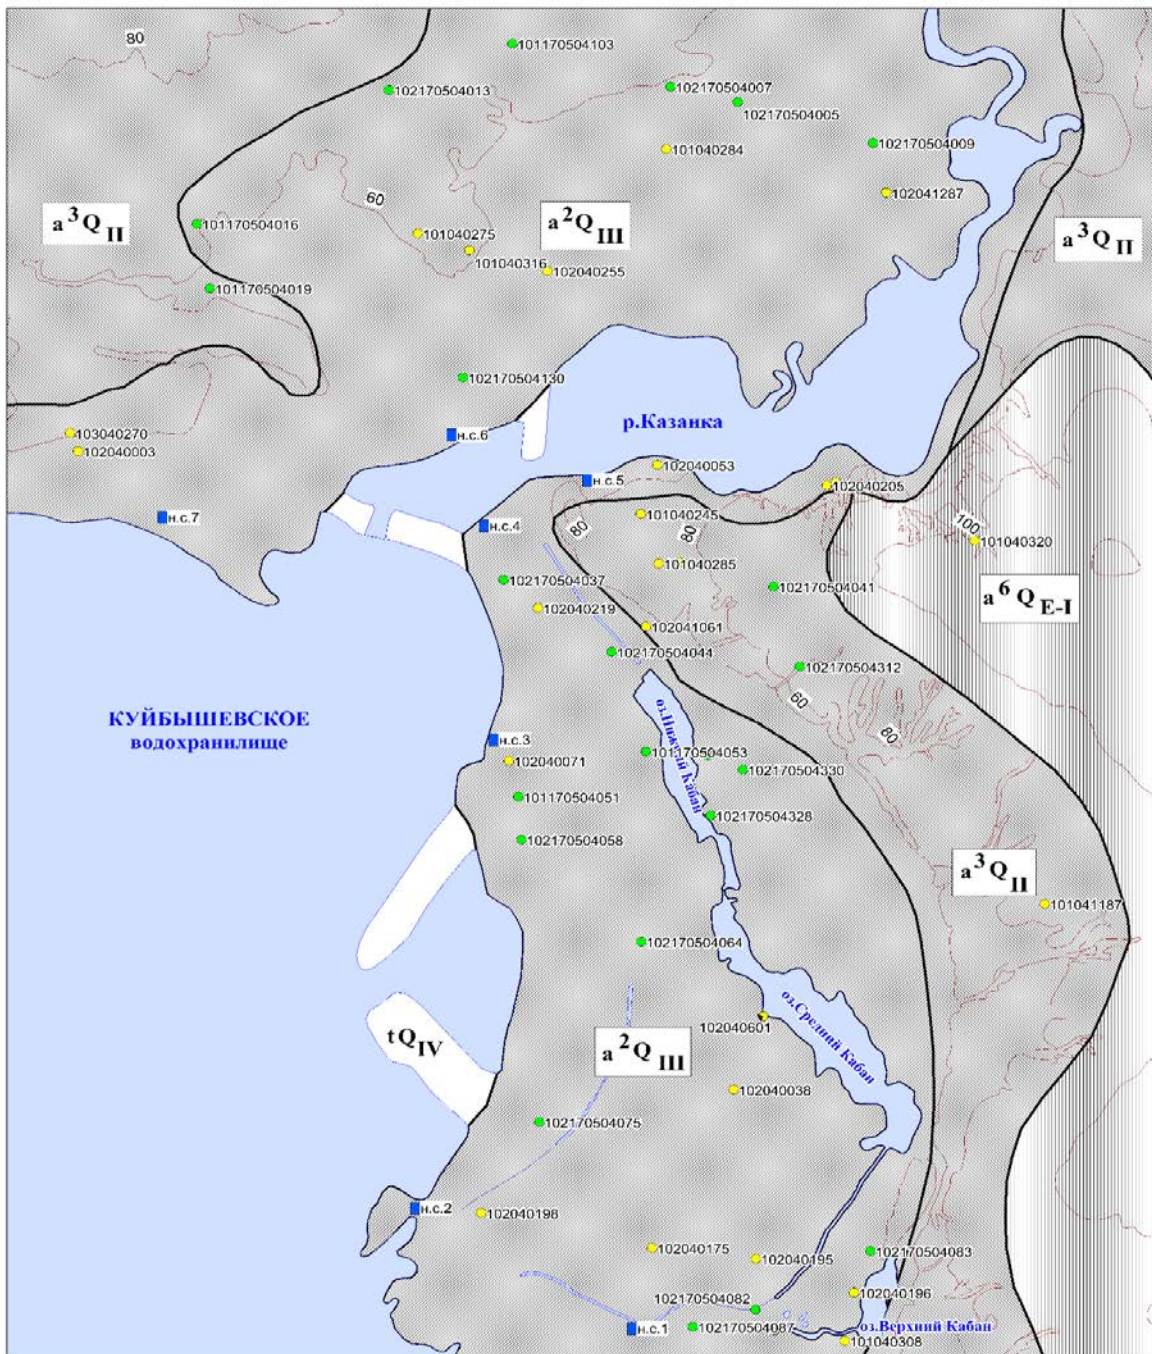 80
101170504103
102170504013
102170504007
102170504005
101040284
102170504009
102041287
60
a³Q II
101170504016
a²Q III
a³Q II
101040275
101040316
102040255
101170504019
102170504130
р.Казанка
103040270
102040003
н.с.6
102040053
н.с.5
102040205
н.с.7
н.с.4
80
101040245
80
100
101040320
101040285
102170504037
102170504041
a⁶Q E-I
102040219
102041061
102170504044
102170504312
60
80
КУЙБЫШЕВСКОЕ
водохранилище
оз.Нижний Кабан
н.с.3
101170504053
102040071
102170504330
101170504051
102170504328
102170504058
a³Q II
101041187
102170504064
оз.Средний Кабан
102040601
tQ IV
a²Q III
102040038
102170504075
н.с.2
102040198
102040175
102040195
102170504083
102040196
102170504082
н.с.1
102170504087
оз.Верхний Кабан
101040308